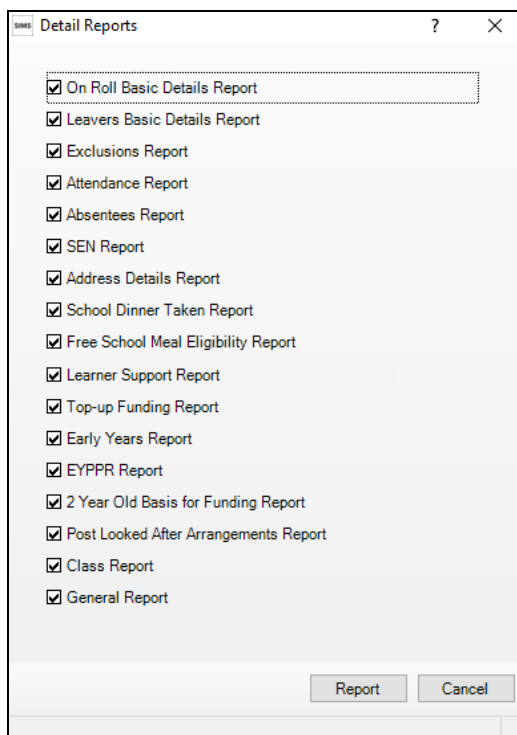 SIMS Detail Reports ? ×
On Roll Basic Details Report
Leavers Basic Details Report
Exclusions Report
Attendance Report
Absentees Report
SEN Report
Address Details Report
School Dinner Taken Report
Free School Meal Eligibility Report
Learner Support Report
Top-up Funding Report
Early Years Report
EYPPR Report
2 Year Old Basis for Funding Report
Post Looked After Arrangements Report
Class Report
General Report
Report Cancel